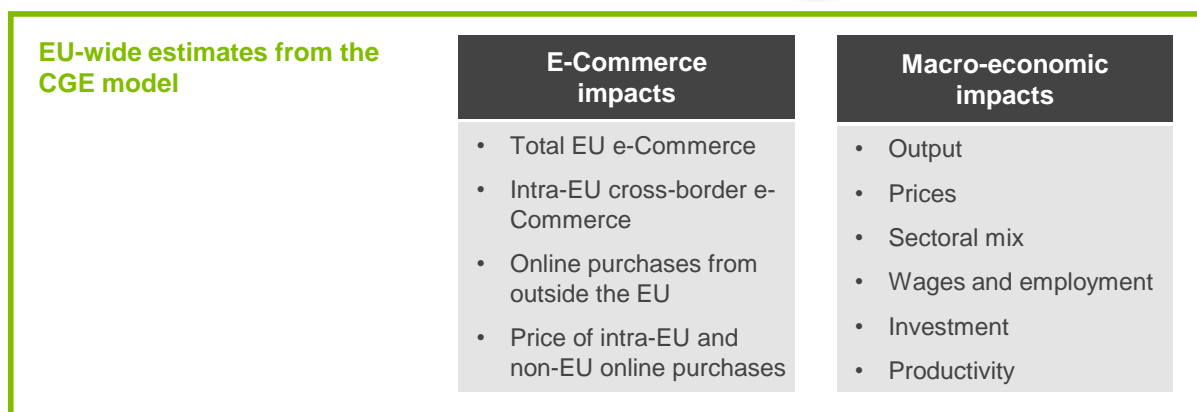 EU-wide estimates from the
CGE model
E-Commerce
impacts
• Total EU e-Commerce
• Intra-EU cross-border e-
Commerce
• Online purchases from
outside the EU
• Price of intra-EU and
non-EU online purchases
Macro-economic
impacts
• Output
• Prices
• Sectoral mix
• Wages and employment
• Investment
• Productivity